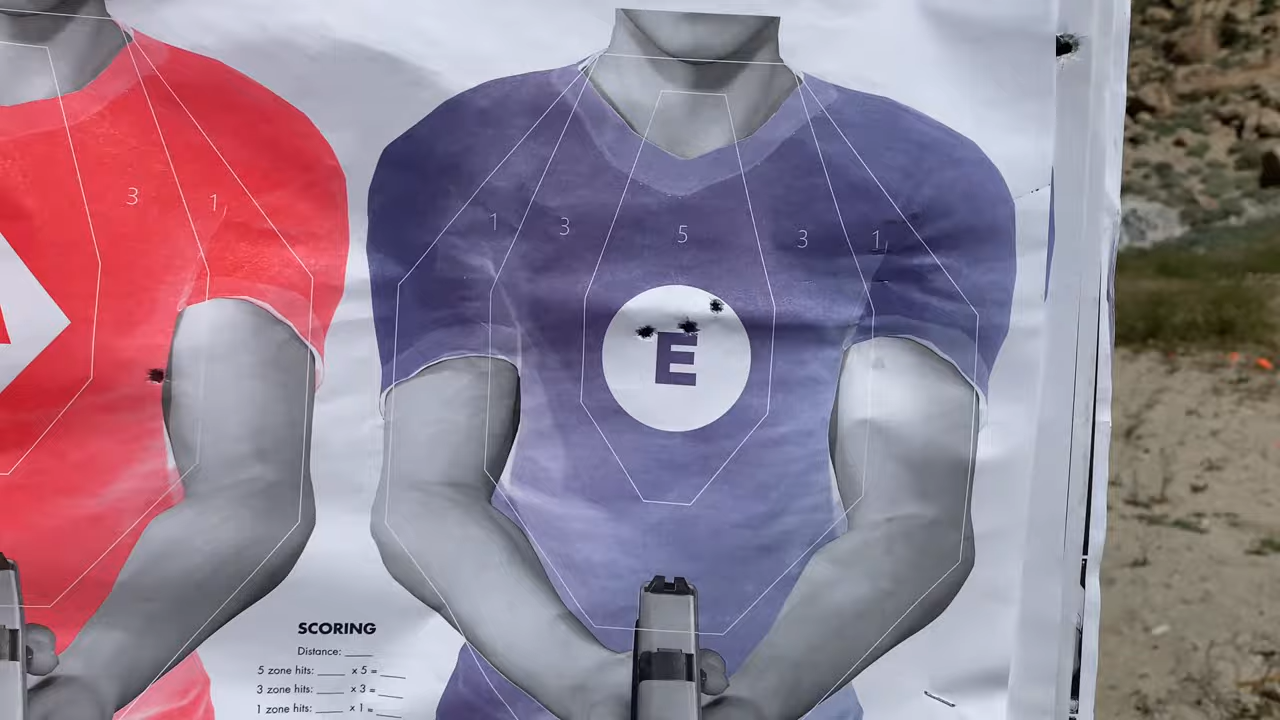 3 1
1 3 5 3 1
E
SCORING
Distance: ____
5 zone hits: ____ x 5 = ____
3 zone hits: ____ x 3 = ____
1 zone hits: ____ x 1 = ____